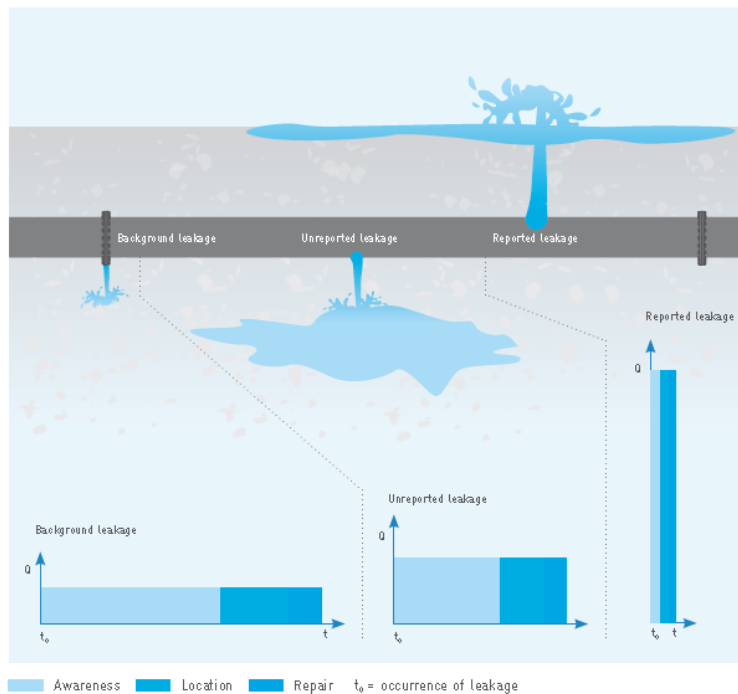 Background leakage Unreported leakage Reported leakage
Reported leakage
Q
Unreported leakage
Q
Background leakage
Q
t₀ t
t₀
t₀ t
Awareness Location Repair t₀ = occurrence of leakage